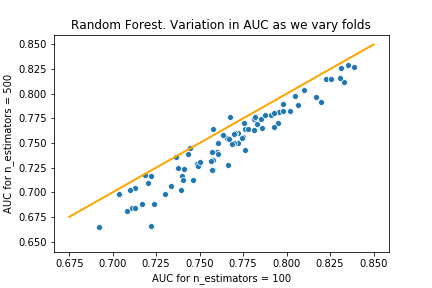 Random Forest. Variation in AUC as we vary folds
AUC for n_estimators = 500
0.850
0.825
0.800
0.775
0.750
0.725
0.700
0.675
0.650
0.675 0.700 0.725 0.750 0.775 0.800 0.825 0.850
AUC for n_estimators = 100